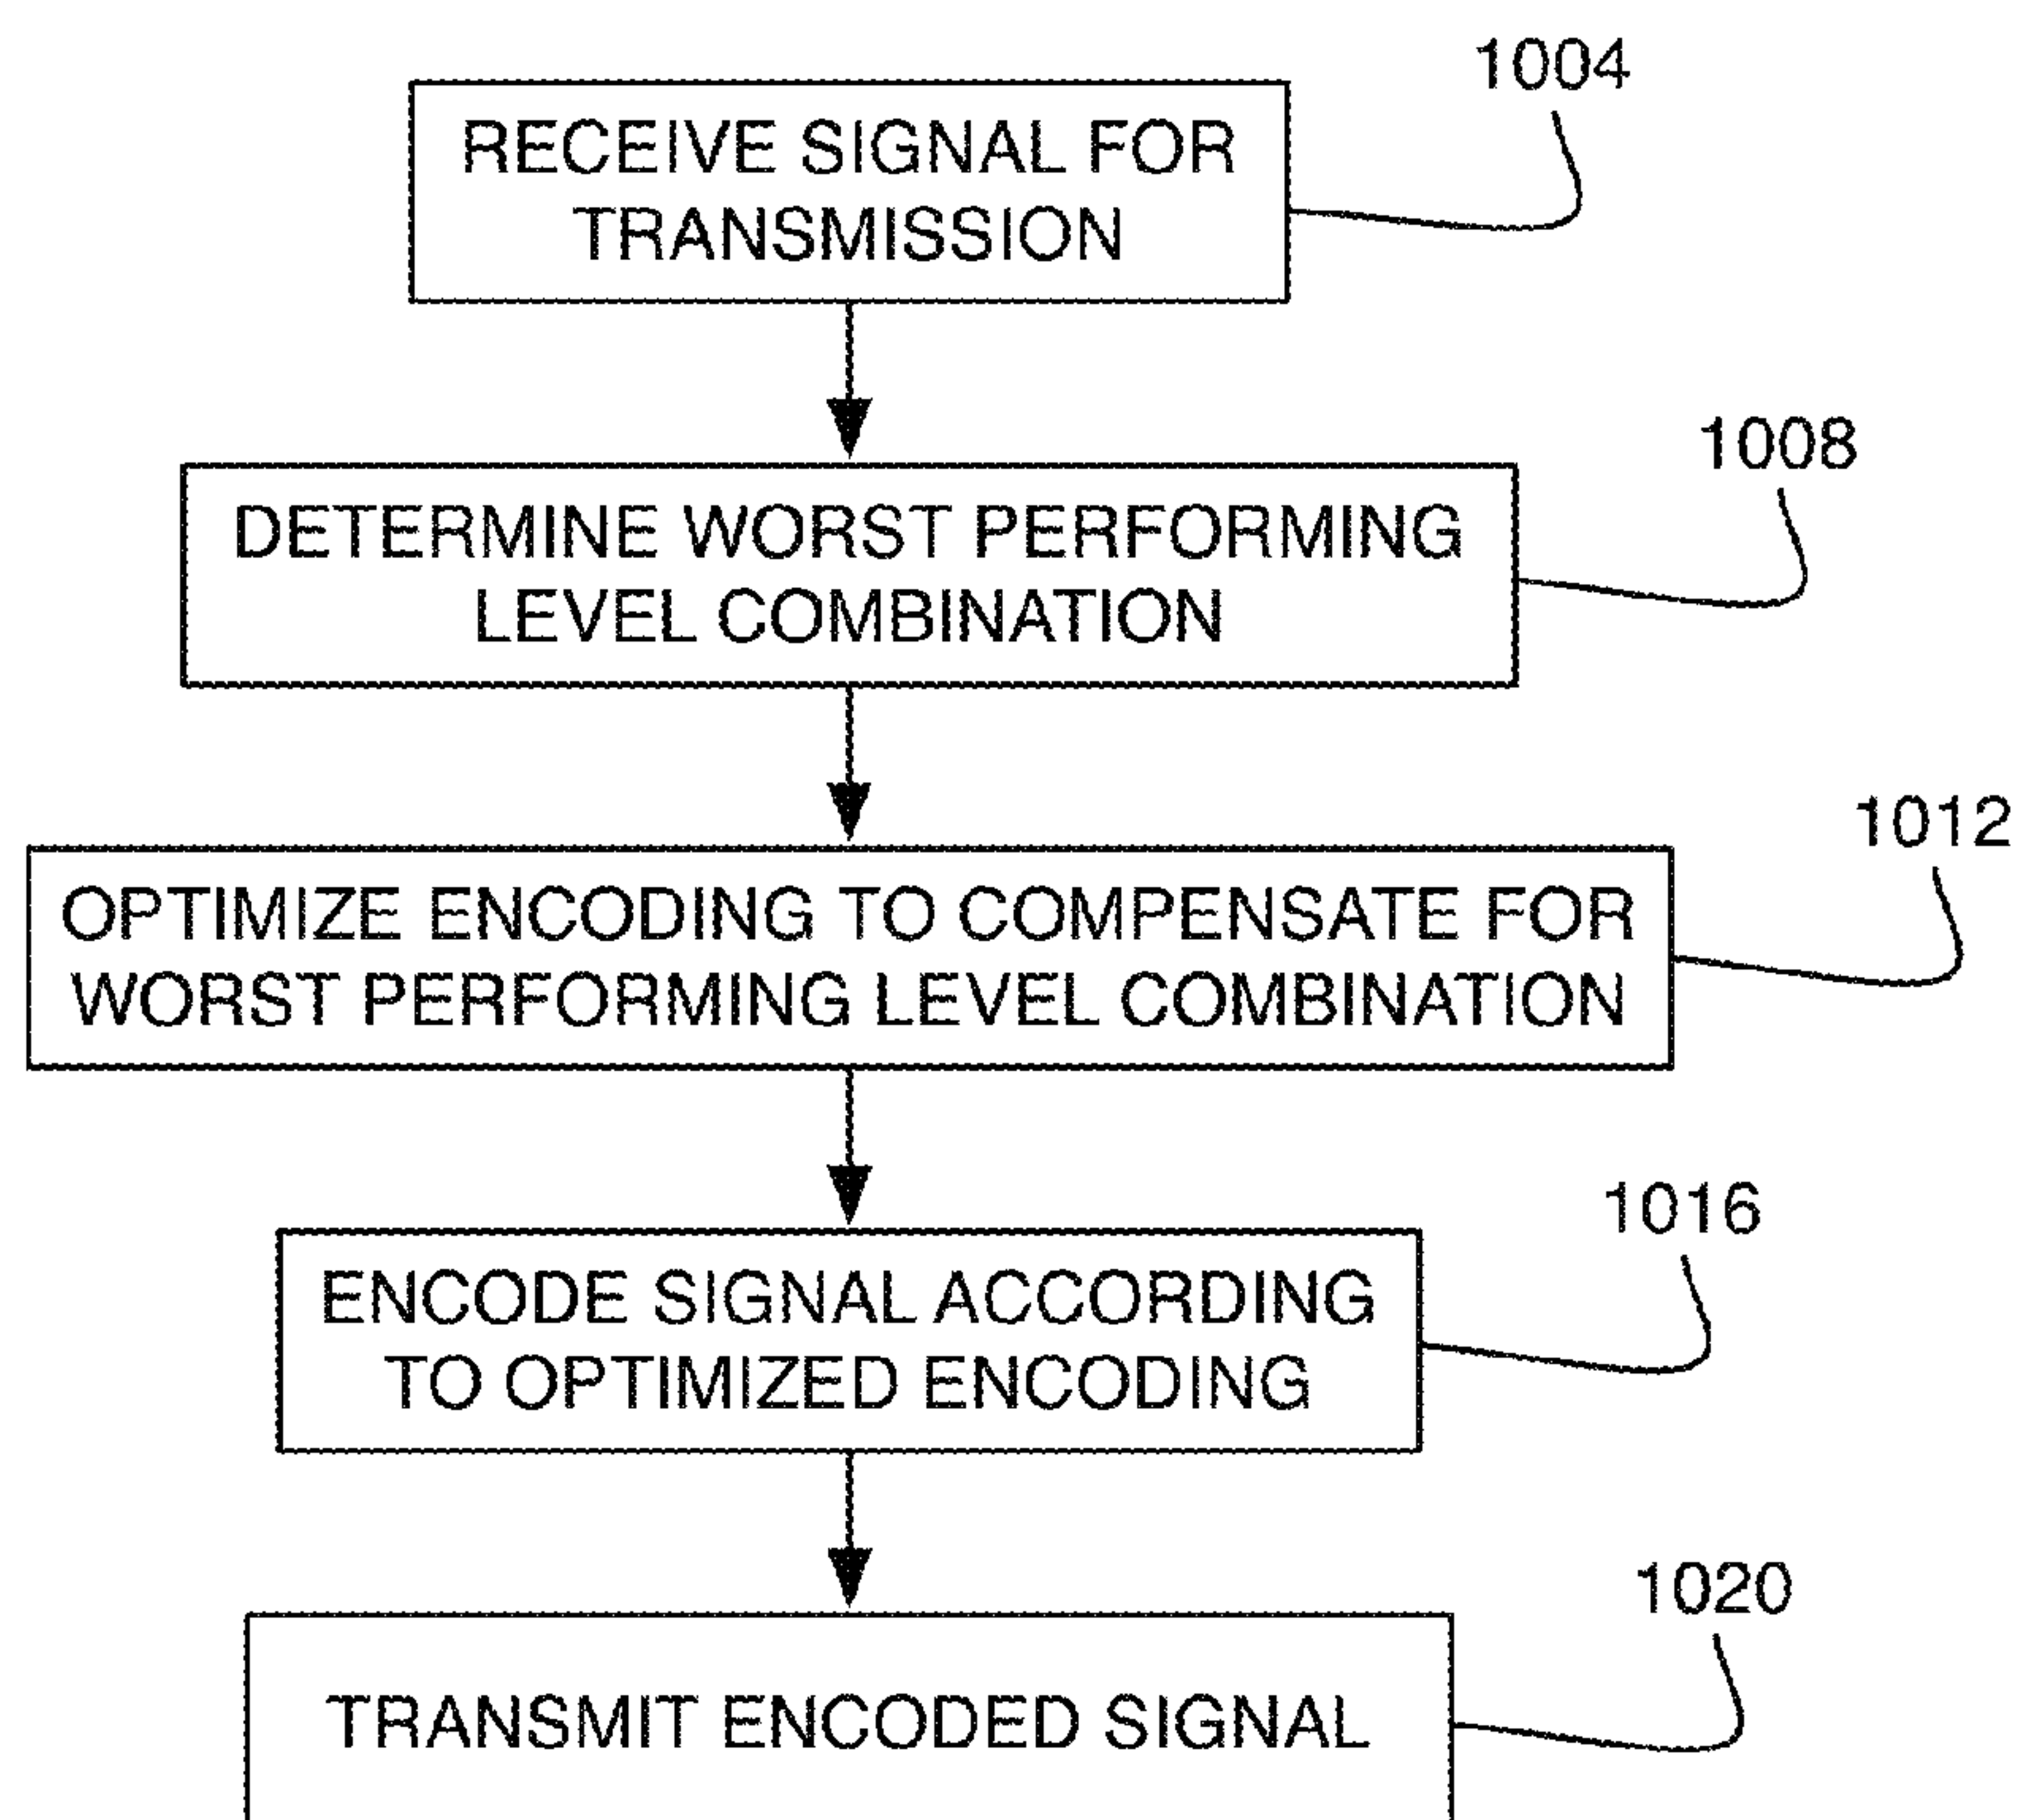 1004
RECEIVE SIGNAL FOR
TRANSMISSION
1008
DETERMINE WORST PERFORMING
LEVEL COMBINATION
1012
OPTIMIZE ENCODING TO COMPENSATE FOR
WORST PERFORMING LEVEL COMBINATION
1016
ENCODE SIGNAL ACCORDING
TO OPTIMIZED ENCODING
1020
TRANSMIT ENCODED SIGNAL